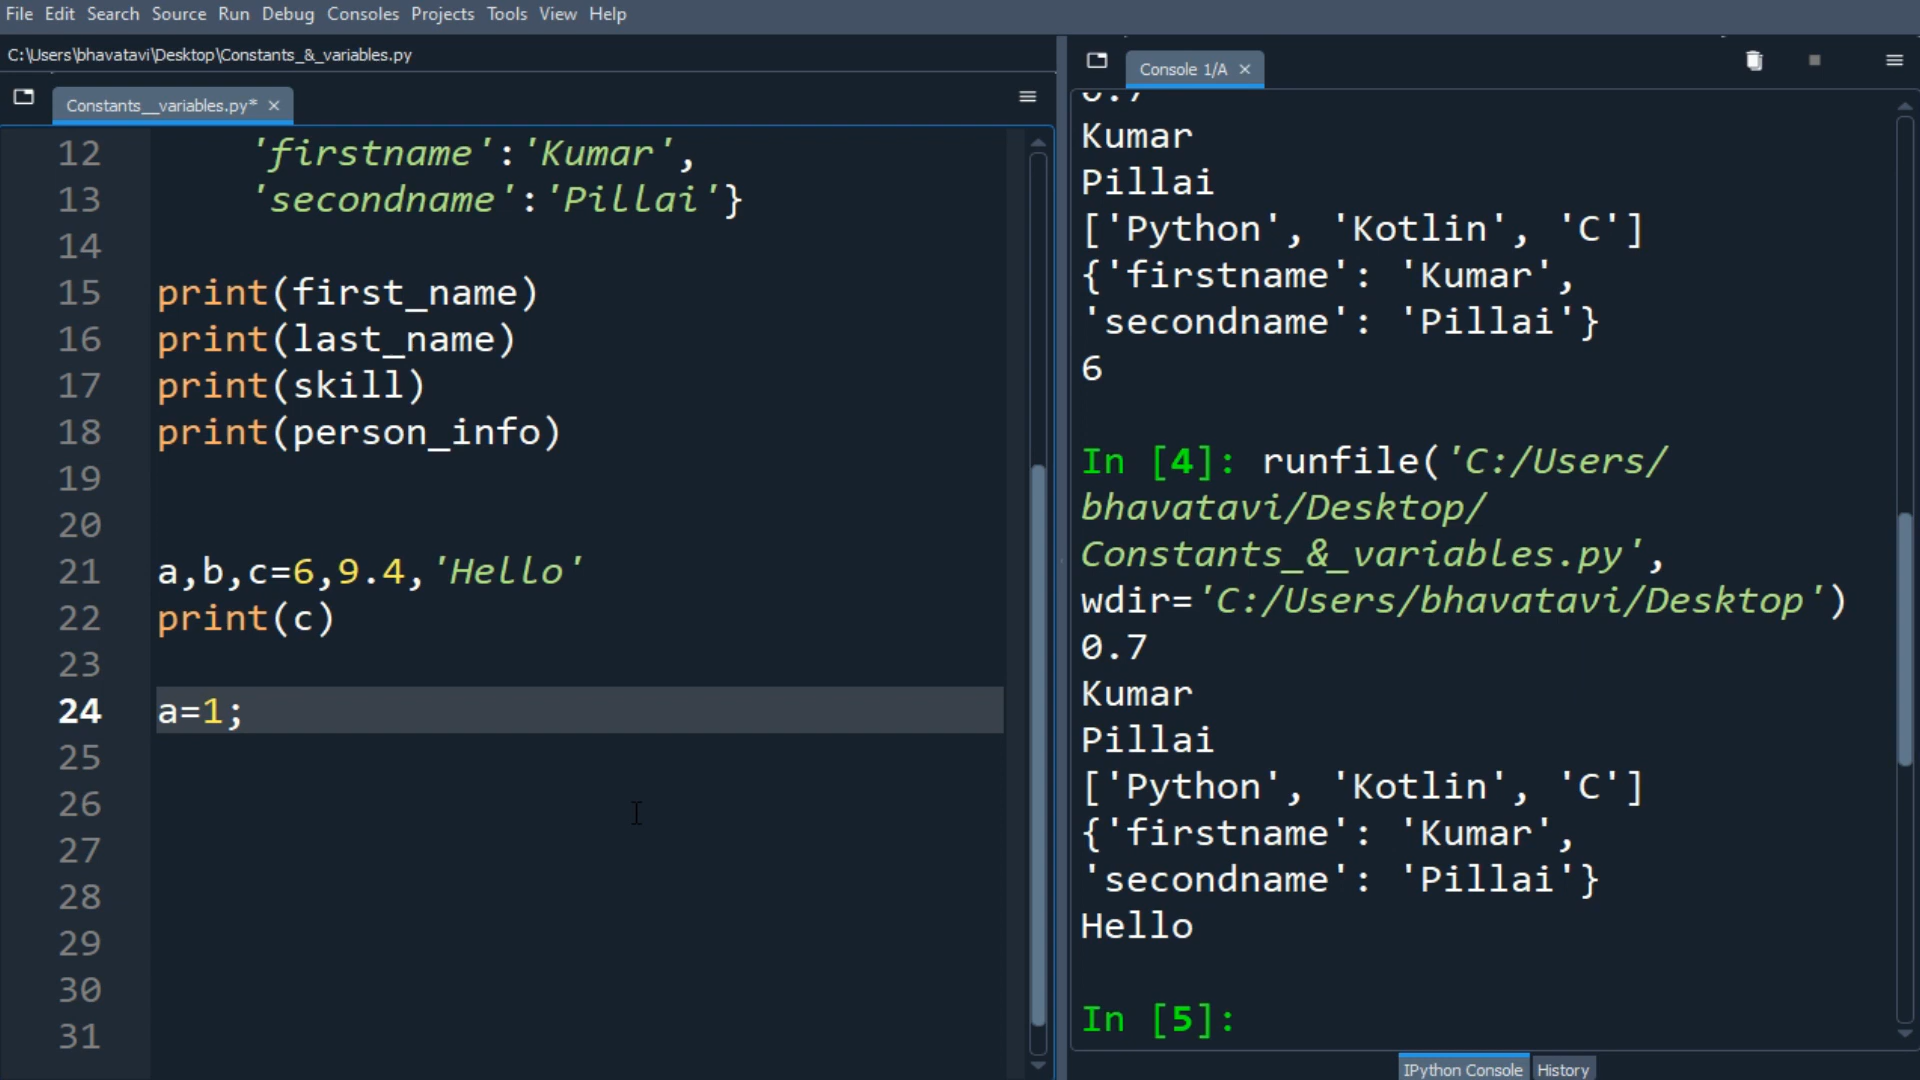 File Edit Search Source Run Debug Consoles Projects Tools View Help
C:\Users\bhavatavi\Desktop\Constants_&_variables.py
Constants__variables.py*
12 'firstname':'Kumar',
13 'secondname':'Pillai'}
14
15 print(first_name)
16 print(last_name)
17 print(skill)
18 print(person_info)
19
20
21 a,b,c=6,9.4,'Hello'
22 print(c)
23
24 a=1;
25
26
27
28
29
30
31
Console 1/A
0.7
Kumar
Pillai
['Python', 'Kotlin', 'C']
{'firstname': 'Kumar',
'secondname': 'Pillai'}
6
In [4]: runfile('C:/Users/
bhavatavi/Desktop/
Constants_&_variables.py',
wdir='C:/Users/bhavatavi/Desktop')
0.7
Kumar
Pillai
['Python', 'Kotlin', 'C']
{'firstname': 'Kumar',
'secondname': 'Pillai'}
Hello
In [5]:
IPython Console History